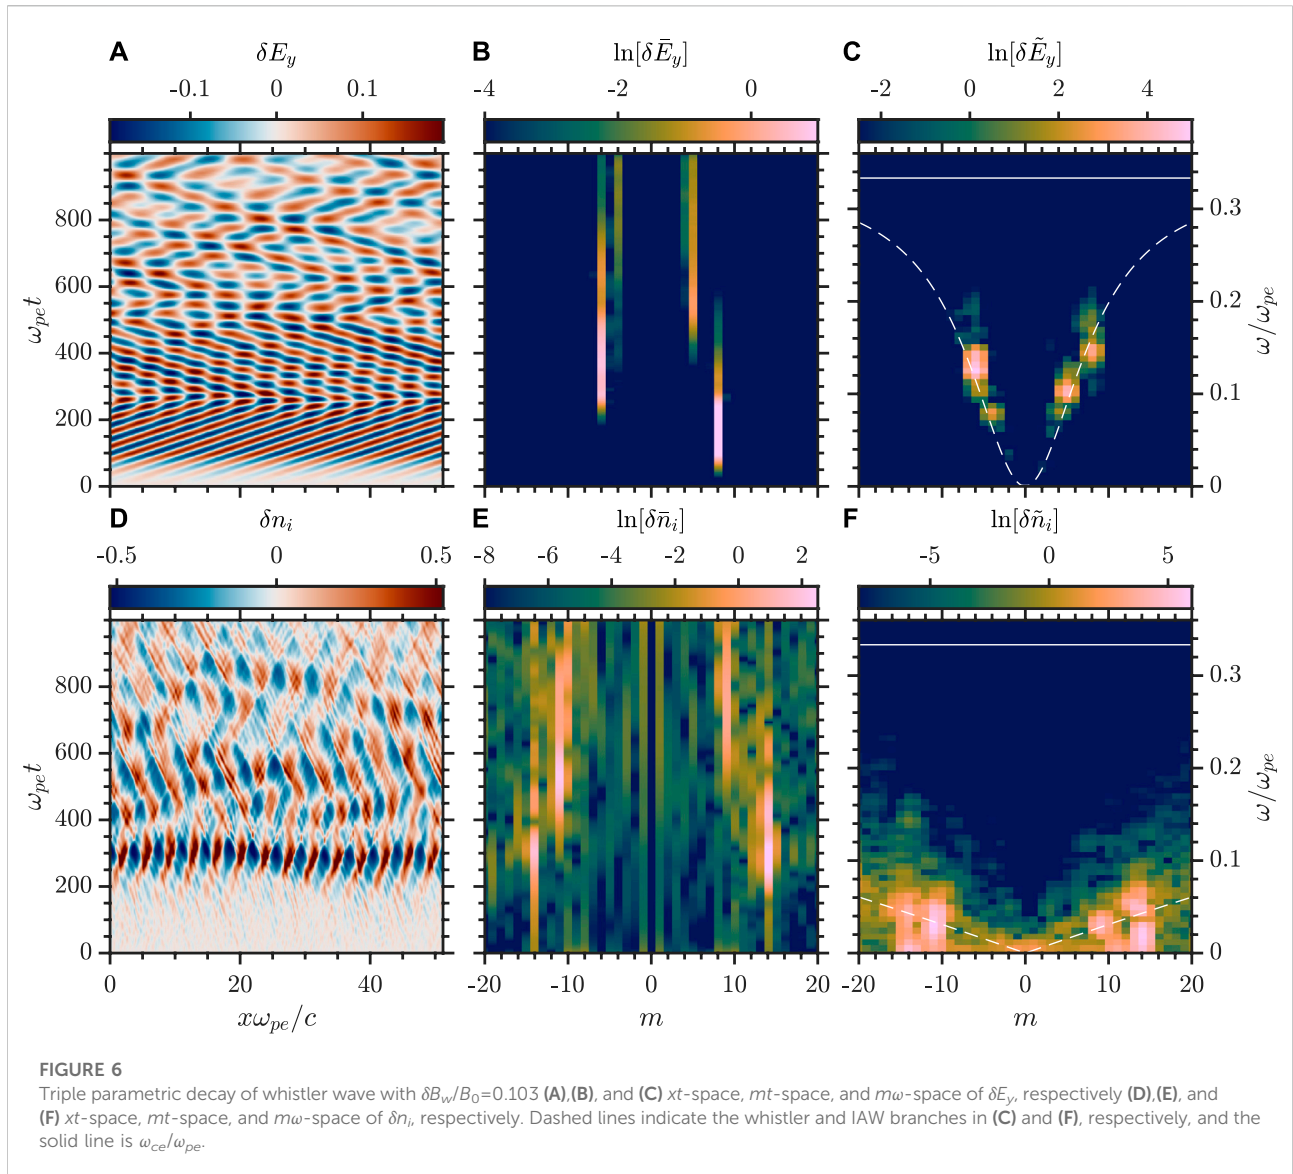 A δE_y
-0.1 0 0.1
B ln[δĒ_y]
-4 -2 0
C ln[δẼ_y]
-2 0 2 4
ω_pe t
800
600
400
200
0
ω/ω_pe
0.3
0.2
0.1
0
D δn_i
-0.5 0 0.5
E ln[δn̄_i]
-8 -6 -4 -2 0 2
F ln[δñ_i]
-5 0 5
ω_pe t
800
600
400
200
0
ω/ω_pe
0.3
0.2
0.1
0
0 20 40
-20 -10 0 10 20
-20 -10 0 10 20
xω_pe/c
m
m
FIGURE 6
Triple parametric decay of whistler wave with δB_w/B_0=0.103 (A),(B), and (C) xt-space, mt-space, and mω-space of δE_y, respectively (D),(E), and
(F) xt-space, mt-space, and mω-space of δn_i, respectively. Dashed lines indicate the whistler and IAW branches in (C) and (F), respectively, and the
solid line is ω_ce/ω_pe.